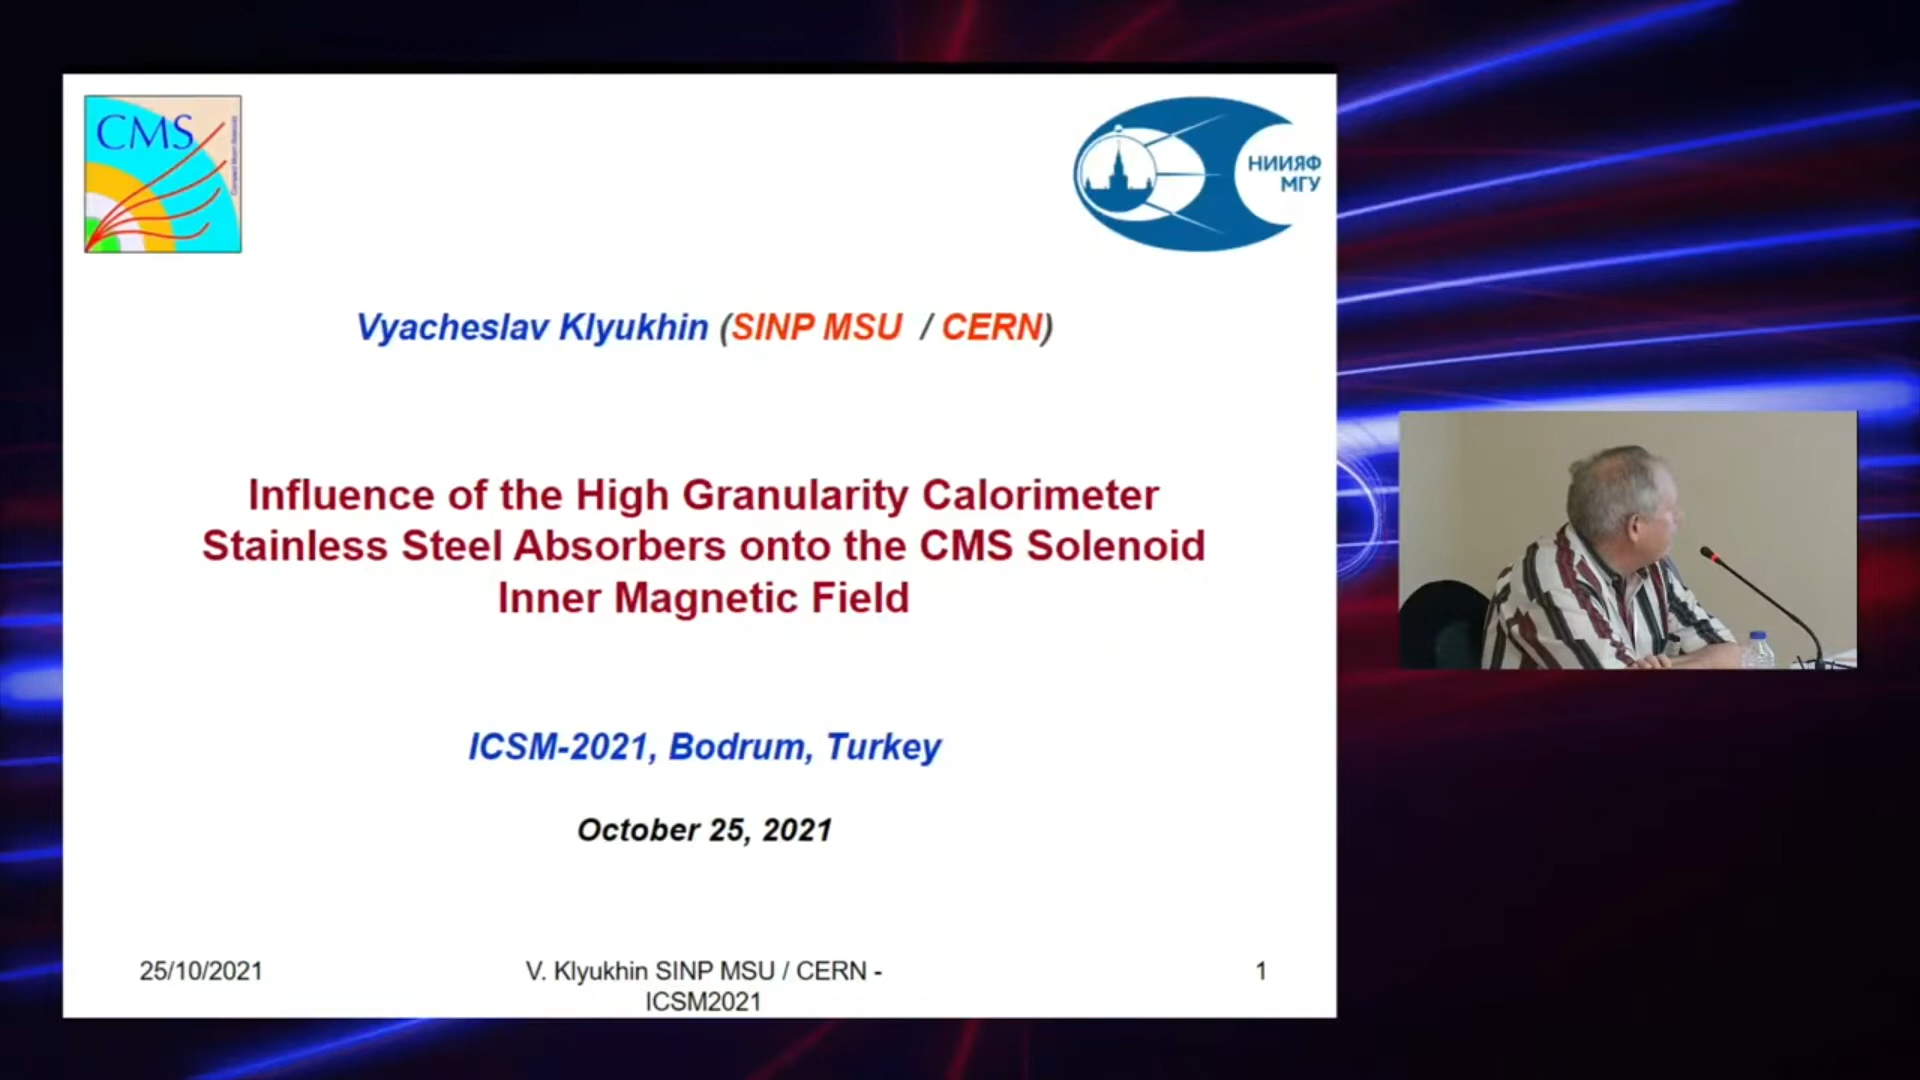 CMS
НИИЯФ
МГУ
Vyacheslav Klyukhin (SINP MSU / CERN)
Influence of the High Granularity Calorimeter
Stainless Steel Absorbers onto the CMS Solenoid
Inner Magnetic Field
ICSM-2021, Bodrum, Turkey
October 25, 2021
25/10/2021
V. Klyukhin SINP MSU / CERN -
ICSM2021
1